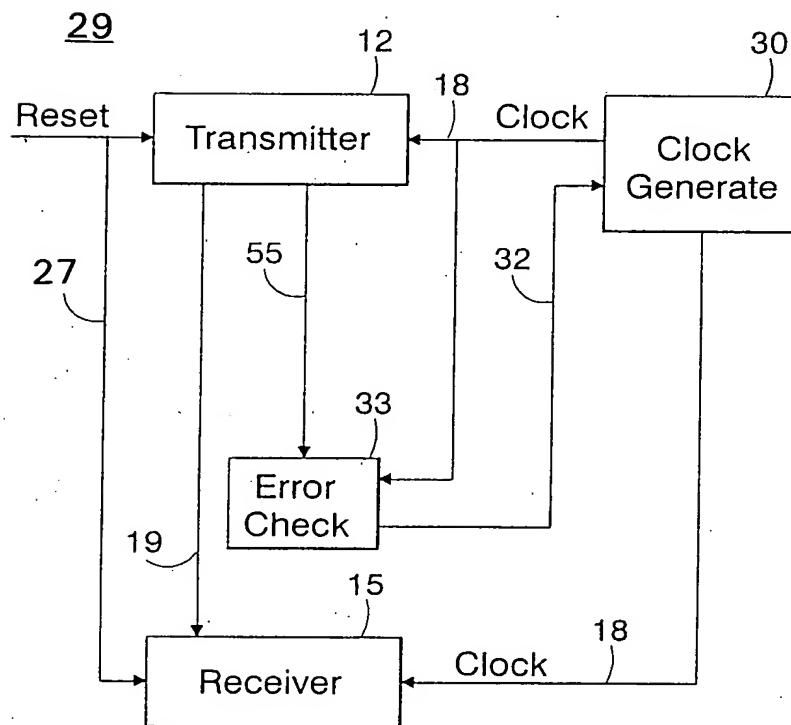 29
12
30
Reset
18
Clock
Transmitter
Clock
Generate
55
32
27
33
Error
Check
19
15
18
Clock
Receiver